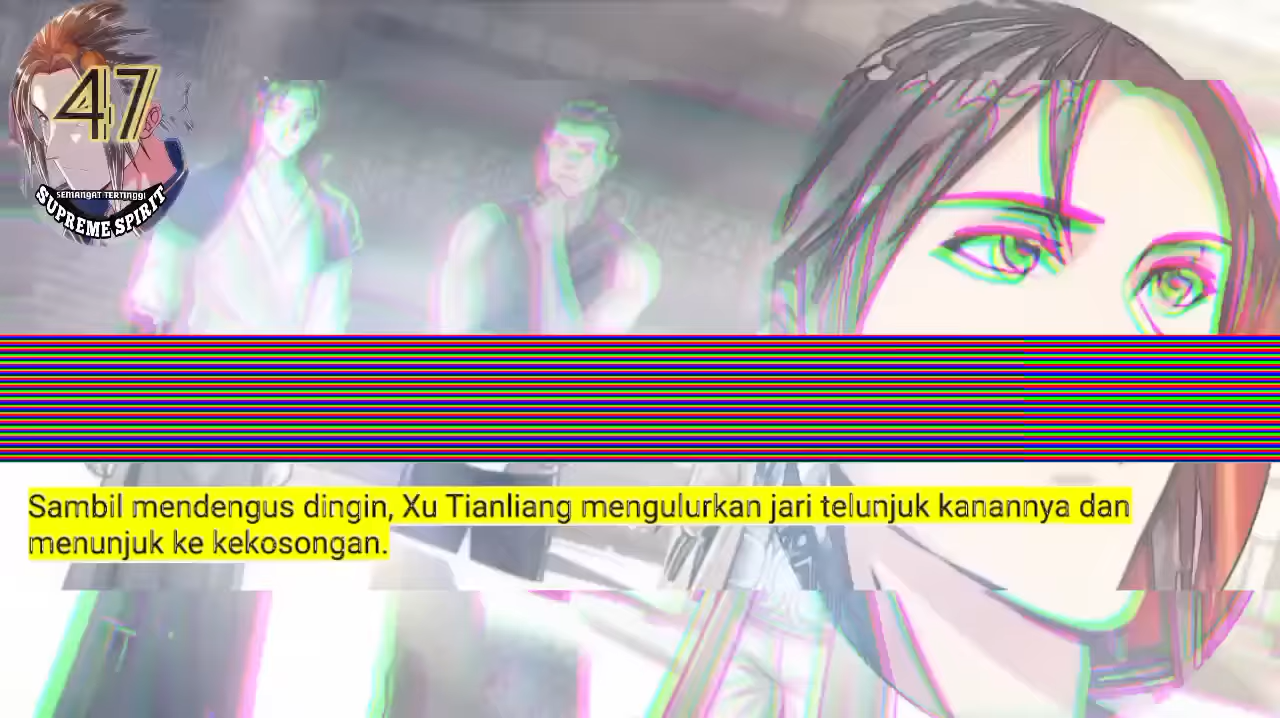 47
SEMANGAT TERTINGGI
SUPREME SPIRIT
Sambil mendengus dingin, Xu Tianliang mengulurkan jari telunjuk kanannya dan
menunjuk ke kekosongan.